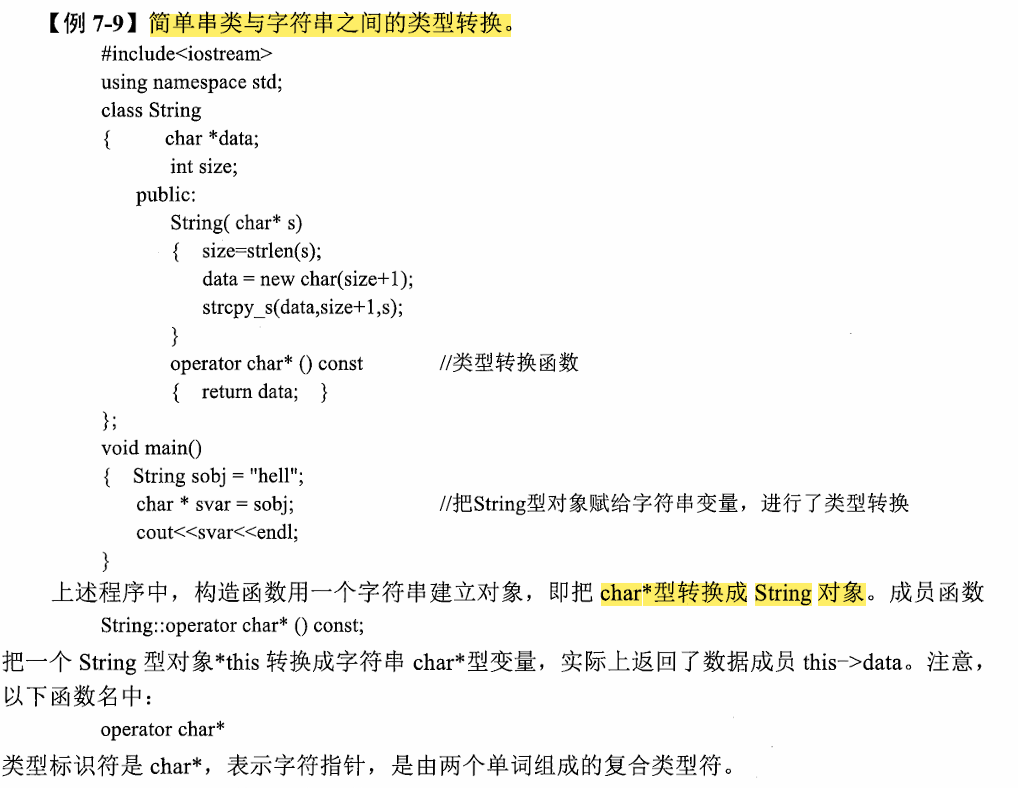 【例 7-9】简单串类与字符串之间的类型转换。
#include<iostream>
using namespace std;
class String
{ char *data;
int size;
public:
String( char* s)
{ size=strlen(s);
data = new char(size+1);
strcpy_s(data,size+1,s);
}
operator char* () const //类型转换函数
{ return data; }
};
void main()
{ String sobj = "hell";
char * svar = sobj; //把String型对象赋给字符串变量，进行了类型转换
cout<<svar<<endl;
}
上述程序中，构造函数用一个字符串建立对象，即把 char*型转换成 String 对象。成员函数
String::operator char* () const;
把一个 String 型对象*this 转换成字符串 char*型变量，实际上返回了数据成员 this->data。注意，
以下函数名中：
operator char*
类型标识符是 char*，表示字符指针，是由两个单词组成的复合类型符。